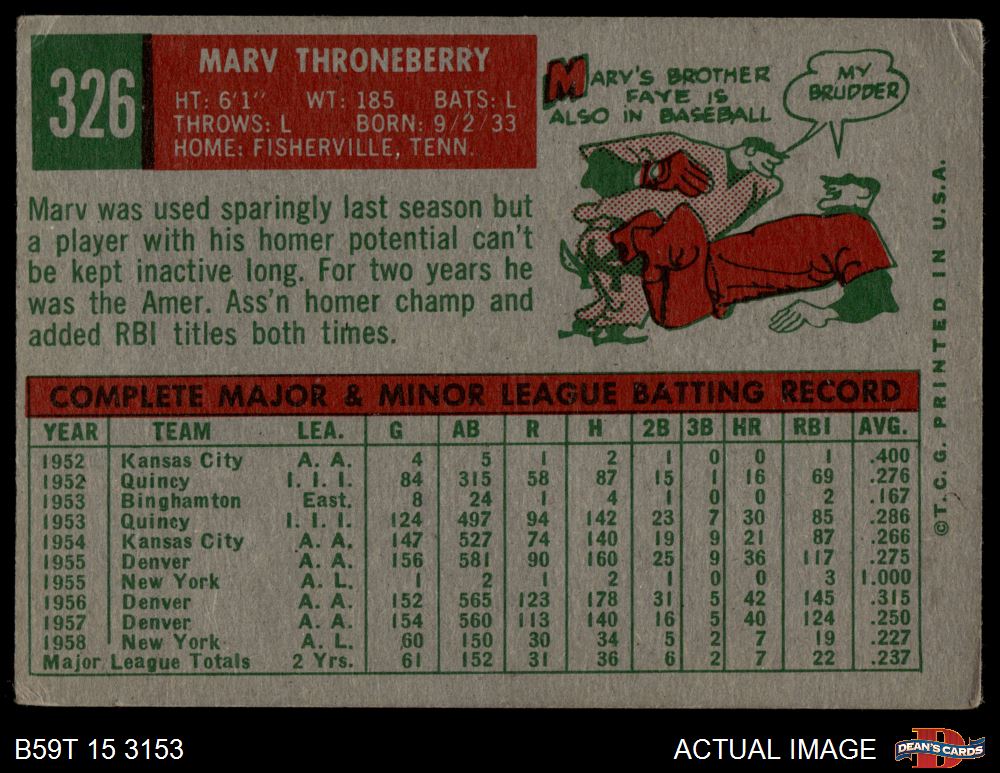 326
MARV THRONEBERRY
HT: 6'1" WT: 185 BATS: L
THROWS: L BORN: 9/2/33
HOME: FISHERVILLE, TENN.
MARV'S BROTHER
FAYE IS
ALSO IN BASEBALL
MY
BRUDDER
Marv was used sparingly last season but
a player with his homer potential can't
be kept inactive long. For two years he
was the Amer. Ass'n homer champ and
added RBI titles both times.
COMPLETE MAJOR & MINOR LEAGUE BATTING RECORD
YEAR TEAM LEA. G AB R H 2B 3B HR RBI AVG.
1952 Kansas City A. A. 4 5 1 2 1 0 0 1 .400
1952 Quincy I. I. I. 84 315 58 87 15 1 16 69 .276
1953 Binghamton East. 8 24 1 4 1 0 0 2 .167
1953 Quincy I. I. I. 124 497 94 142 23 7 30 85 .286
1954 Kansas City A. A. 147 527 74 140 19 9 21 87 .266
1955 Denver A. A. 156 581 90 160 25 9 36 117 .275
1955 New York A. L. 1 2 1 2 1 0 0 3 1.000
1956 Denver A. A. 152 565 123 178 31 5 42 145 .315
1957 Denver A. A. 154 560 113 140 16 5 40 124 .250
1958 New York A. L. 60 150 30 34 5 2 7 19 .227
Major League Totals 2 Yrs. 61 152 31 36 6 2 7 22 .237
©T.C.G. PRINTED IN U.S.A.
B59T 15 3153
ACTUAL IMAGE
D
DEAN'S CARDS